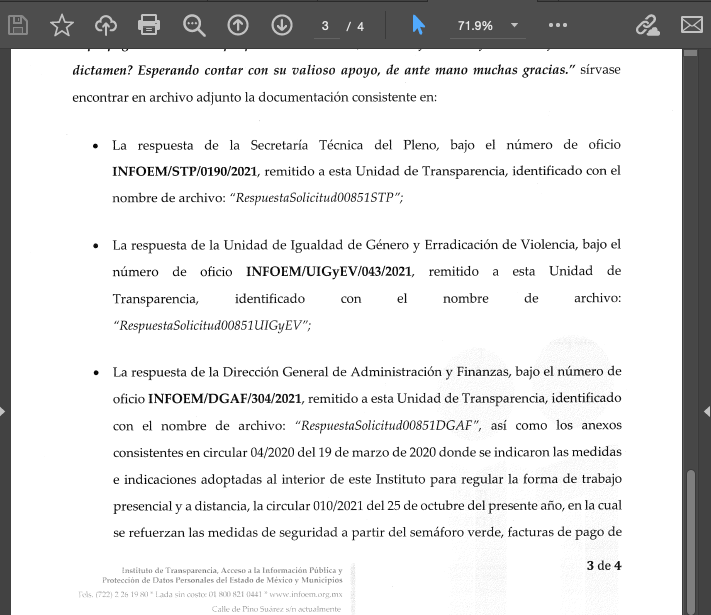 3 / 4
71.9%
dictamen? Esperando contar con su valioso apoyo, de ante mano muchas gracias.” sírvase
encontrar en archivo adjunto la documentación consistente en:
• La respuesta de la Secretaría Técnica del Pleno, bajo el número de oficio
INFOEM/STP/0190/2021, remitido a esta Unidad de Transparencia, identificado con el
nombre de archivo: “RespuestaSolicitud00851STP”;
• La respuesta de la Unidad de Igualdad de Género y Erradicación de Violencia, bajo el
número de oficio INFOEM/UIGyEV/043/2021, remitido a esta Unidad de
Transparencia, identificado con el nombre de archivo:
“RespuestaSolicitud00851UIGyEV”;
• La respuesta de la Dirección General de Administración y Finanzas, bajo el número de
oficio INFOEM/DGAF/304/2021, remitido a esta Unidad de Transparencia, identificado
con el nombre de archivo: “RespuestaSolicitud00851DGAF”, así como los anexos
consistentes en circular 04/2020 del 19 de marzo de 2020 donde se indicaron las medidas
e indicaciones adoptadas al interior de este Instituto para regular la forma de trabajo
presencial y a distancia, la circular 010/2021 del 25 de octubre del presente año, en la cual
se refuerzan las medidas de seguridad a partir del semáforo verde, facturas de pago de
3 de 4
Instituto de Transparencia, Acceso a la Información Pública y
Protección de Datos Personales del Estado de México y Municipios
Tels. (722) 2 26 19 80 * Lada sin costo: 01 800 821 0441 * www.infoem.org.mx
Calle de Pino Suárez s/n actualmente